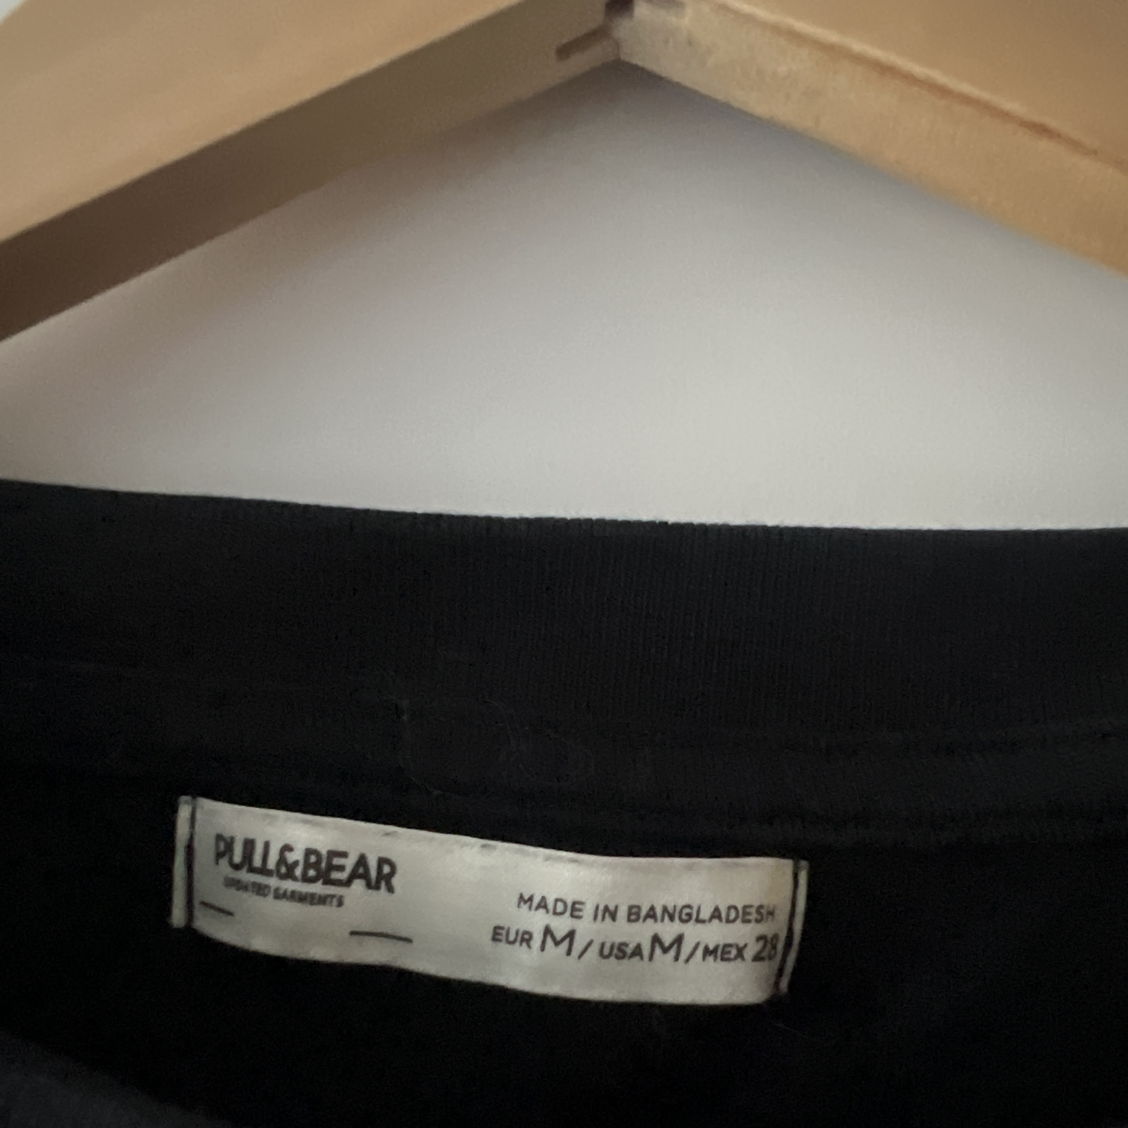 PULL&BEAR
UPDATED GARMENTS
MADE IN BANGLADESH
EUR M / USA M / MEX 28